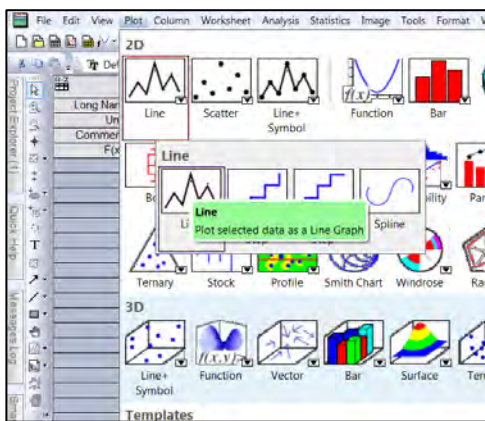 File Edit View Plot Column Worksheet Analysis Statistics Image Tools Format
2D
Long Nar
Un
Commer
F(x
Project Explorer (1)
Quick Help
Messages Log
Line Scatter Line+ Symbol Function Bar
f(x)
Line
Line
Plot selected data as a Line Graph
Spline
Ternary Stock Profile Smith Chart Windrose Ra
3D
f(x,y)
Line+ Symbol Function Vector Bar Surface Ten
Templates